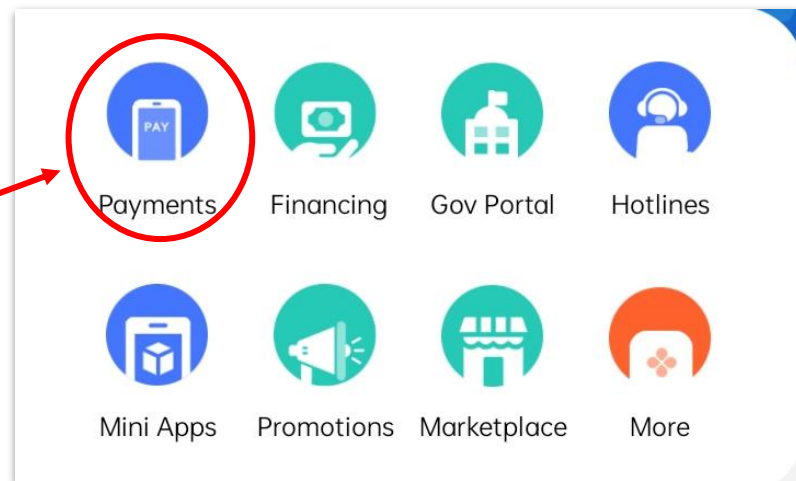 PAY
Payments Financing Gov Portal Hotlines
Mini Apps Promotions Marketplace More